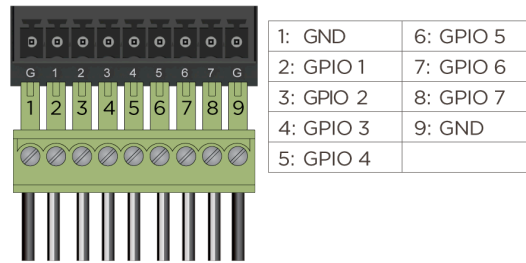 G 1 2 3 4 5 6 7 G
1 2 3 4 5 6 7 8 9
1: GND 6: GPIO 5
2: GPIO 1 7: GPIO 6
3: GPIO 2 8: GPIO 7
4: GPIO 3 9: GND
5: GPIO 4